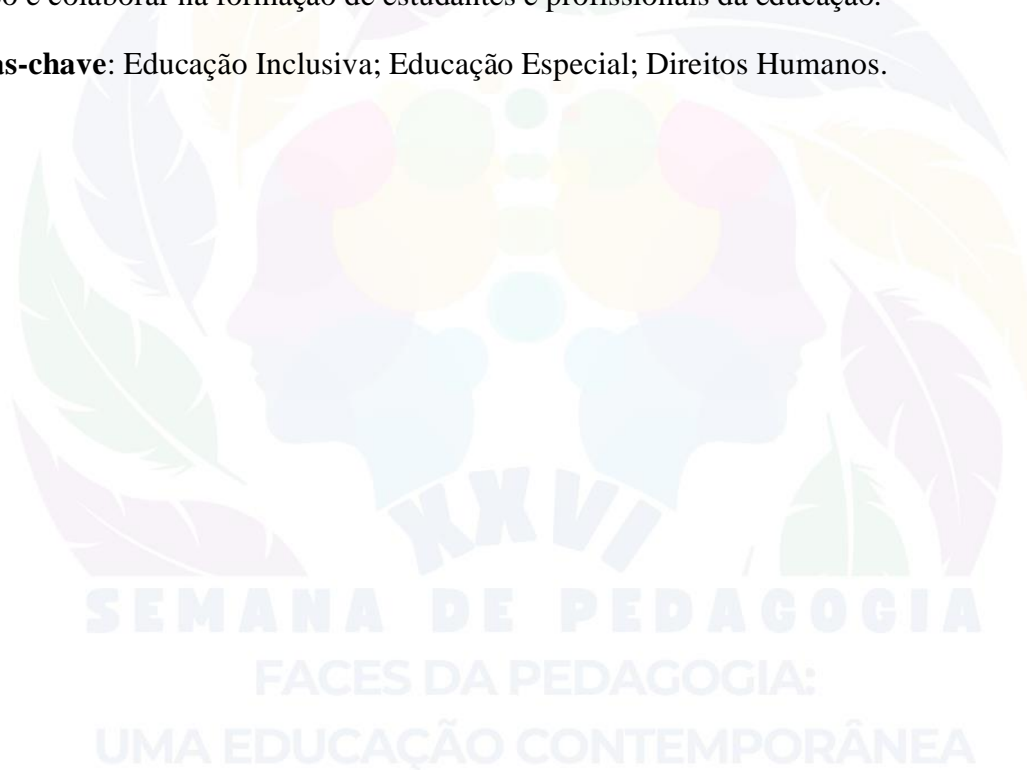 o e colaborar na formação de estudantes e profissionais da educação.
as-chave: Educação Inclusiva; Educação Especial; Direitos Humanos.
XXVI
SEMANA DE PEDAGOGIA
FACES DA PEDAGOGIA:
UMA EDUCAÇÃO CONTEMPORÂNEA